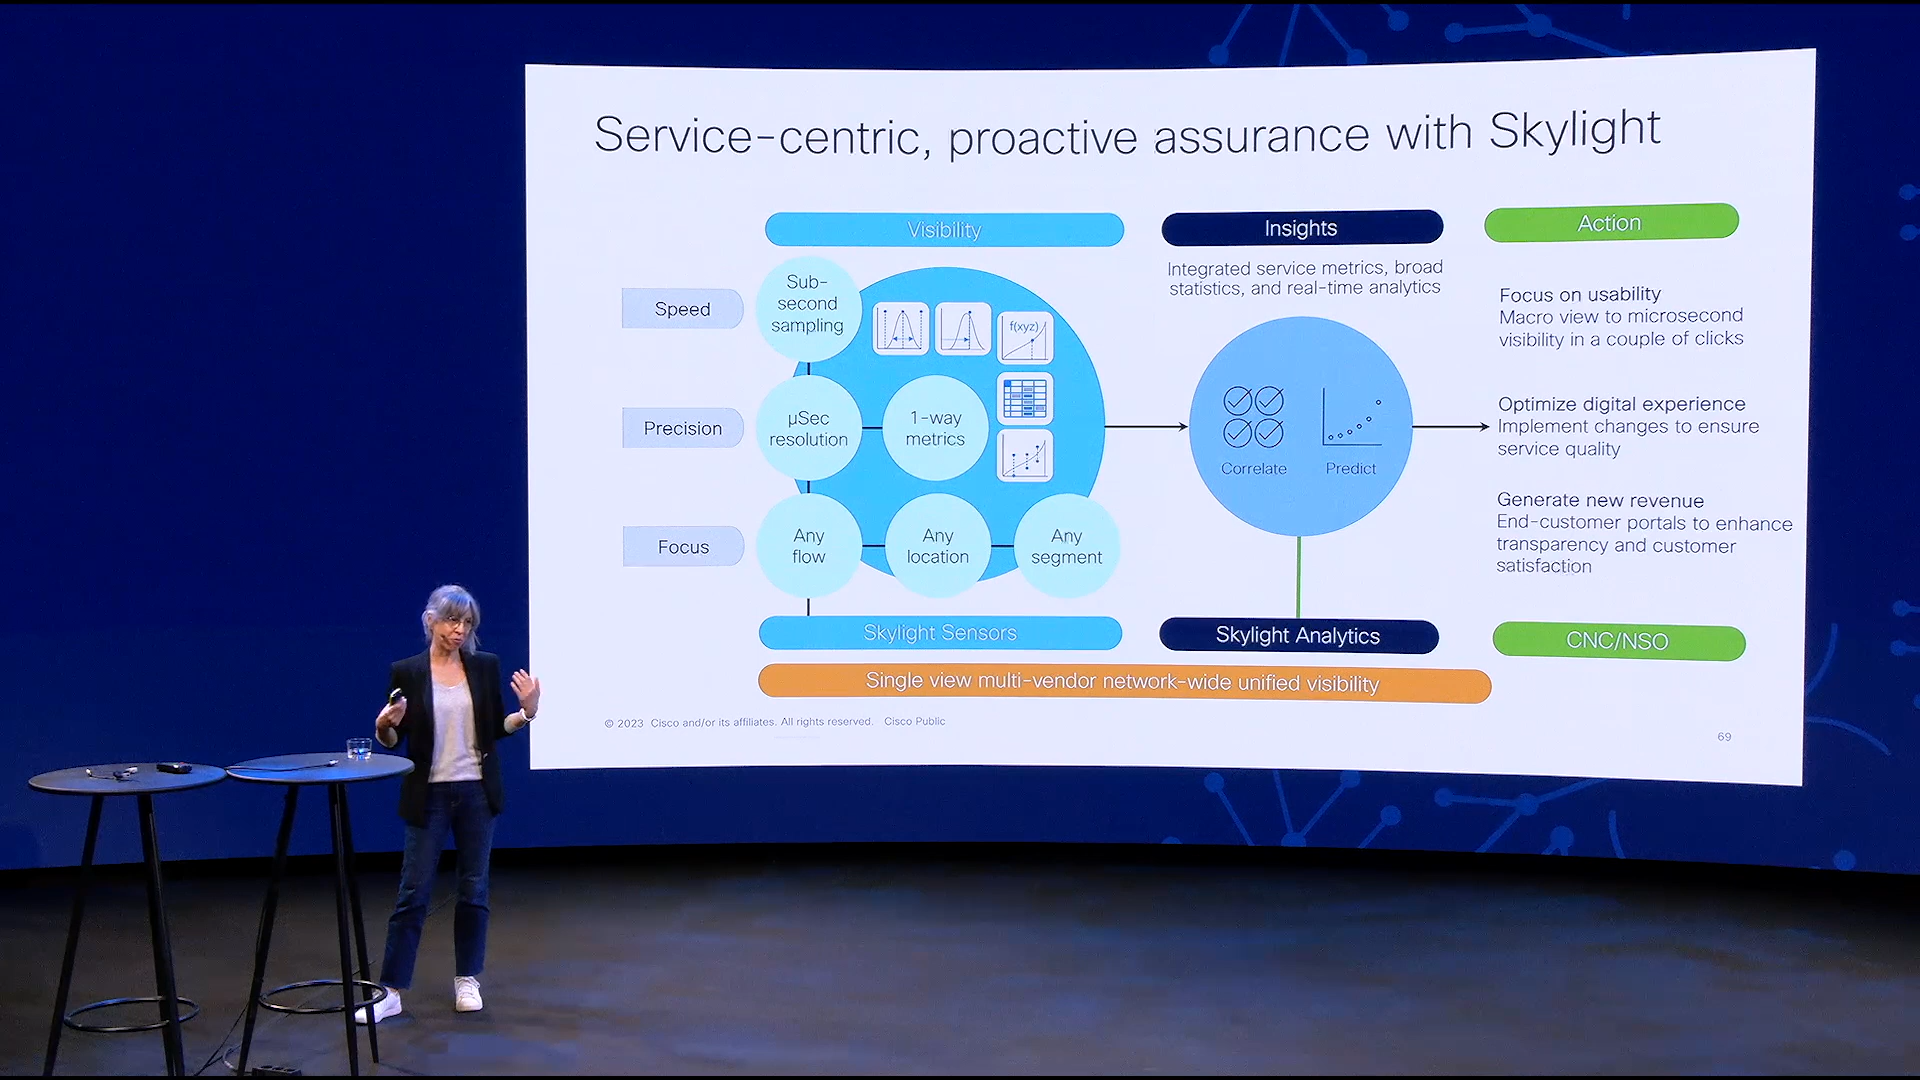 Service-centric, proactive assurance with Skylight
Visibility
Insights
Action
Integrated service metrics, broad
statistics, and real-time analytics
Speed
Sub-
second
sampling
f(xyz)
Precision
µSec
resolution
1-way
metrics
Focus
Any
flow
Any
location
Any
segment
Correlate
Predict
Focus on usability
Macro view to microsecond
visibility in a couple of clicks
Optimize digital experience
Implement changes to ensure
service quality
Generate new revenue
End-customer portals to enhance
transparency and customer
satisfaction
Skylight Sensors
Skylight Analytics
CNC/NSO
Single view multi-vendor network-wide unified visibility
© 2023 Cisco and/or its affiliates. All rights reserved. Cisco Public
69